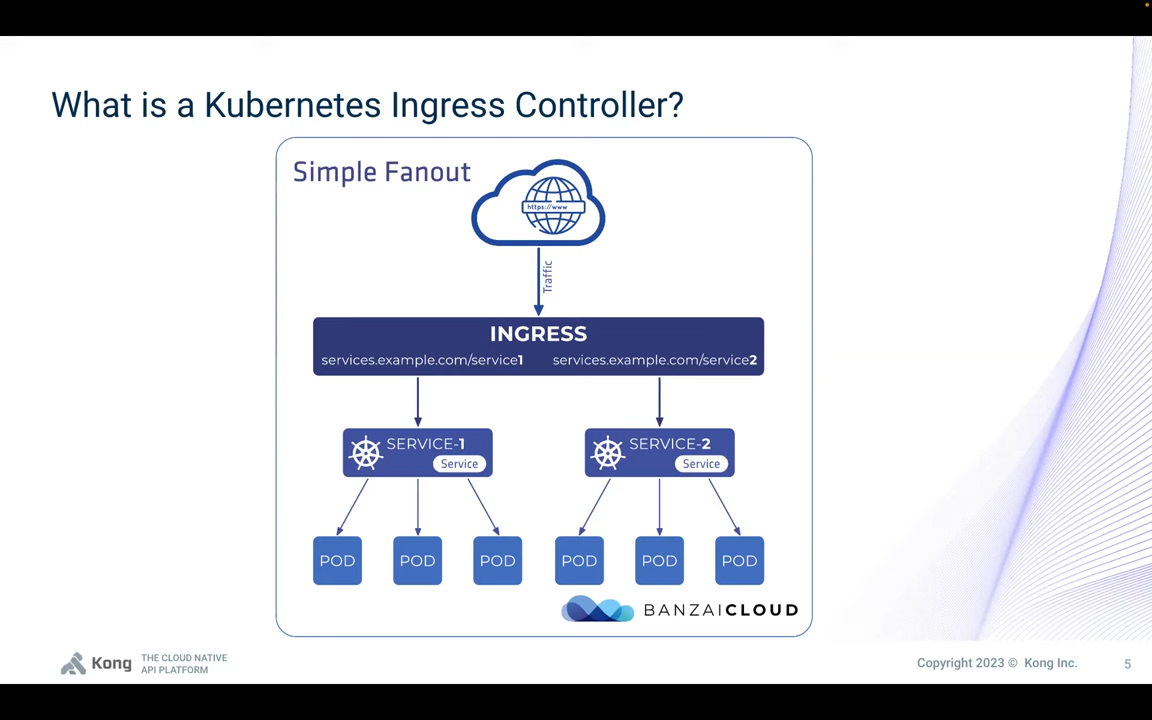 What is a Kubernetes Ingress Controller?
Simple Fanout
https://www
Traffic
INGRESS
services.example.com/service1
services.example.com/service2
SERVICE-1
Service
SERVICE-2
Service
POD
POD
POD
POD
POD
POD
BANZAICLOUD
Kong
THE CLOUD NATIVE
API PLATFORM
Copyright 2023 © Kong Inc.
5